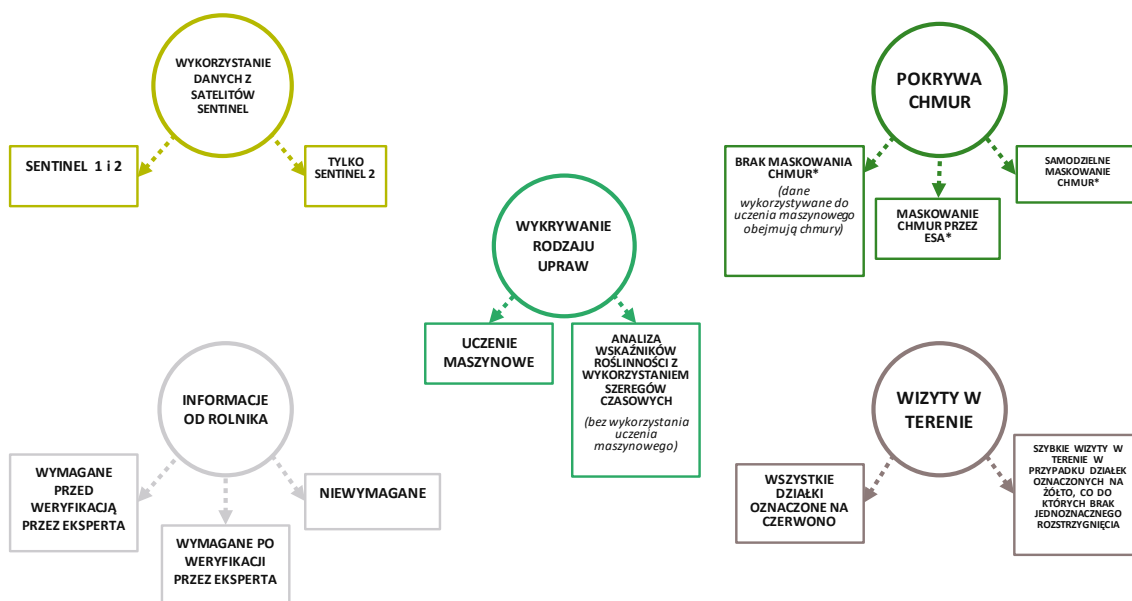 WYKORZYSTANIE
DANYCH Z
SATELITÓW
SENTINEL
SENTINEL 1 i 2
TYLKO
SENTINEL 2
POKRYWA
CHMUR
BRAK MASKOWANIA
CHMUR*
(dane
wykorzystywane do
uczenia maszynowego
obejmują chmury)
MASKOWANIE
CHMUR PRZEZ
ESA*
SAMODZIELNE
MASKOWANIE
CHMUR*
WYKRYWANIE
RODZAJU
UPRAW
UCZENIE
MASZYNOWE
ANALIZA
WSKAŹNIKÓW
ROŚLINNOŚCI Z
WYKORZYSTANIEM
SZEREGÓW
CZASOWYCH
(bez wykorzystania
uczenia
maszynowego)
INFORMACJE
OD ROLNIKA
WYMAGANE
PRZED
WERYFIKACJĄ
PRZEZ EKSPERTA
WYMAGANE PO
WERYFIKACJI
PRZEZ EKSPERTA
NIEWYMAGANE
WIZYTY W
TERENIE
WSZYSTKIE
DZIAŁKI
OZNACZONE NA
CZERWONO
SZYBKIE WIZYTY W
TERENIE W
PRZYPADKU DZIAŁEK
OZNACZONYCH NA
ŻÓŁTO, CO DO
KTÓRYCH BRAK
JEDNOZNACZNEGO
ROZSTRZYGNIĘCIA